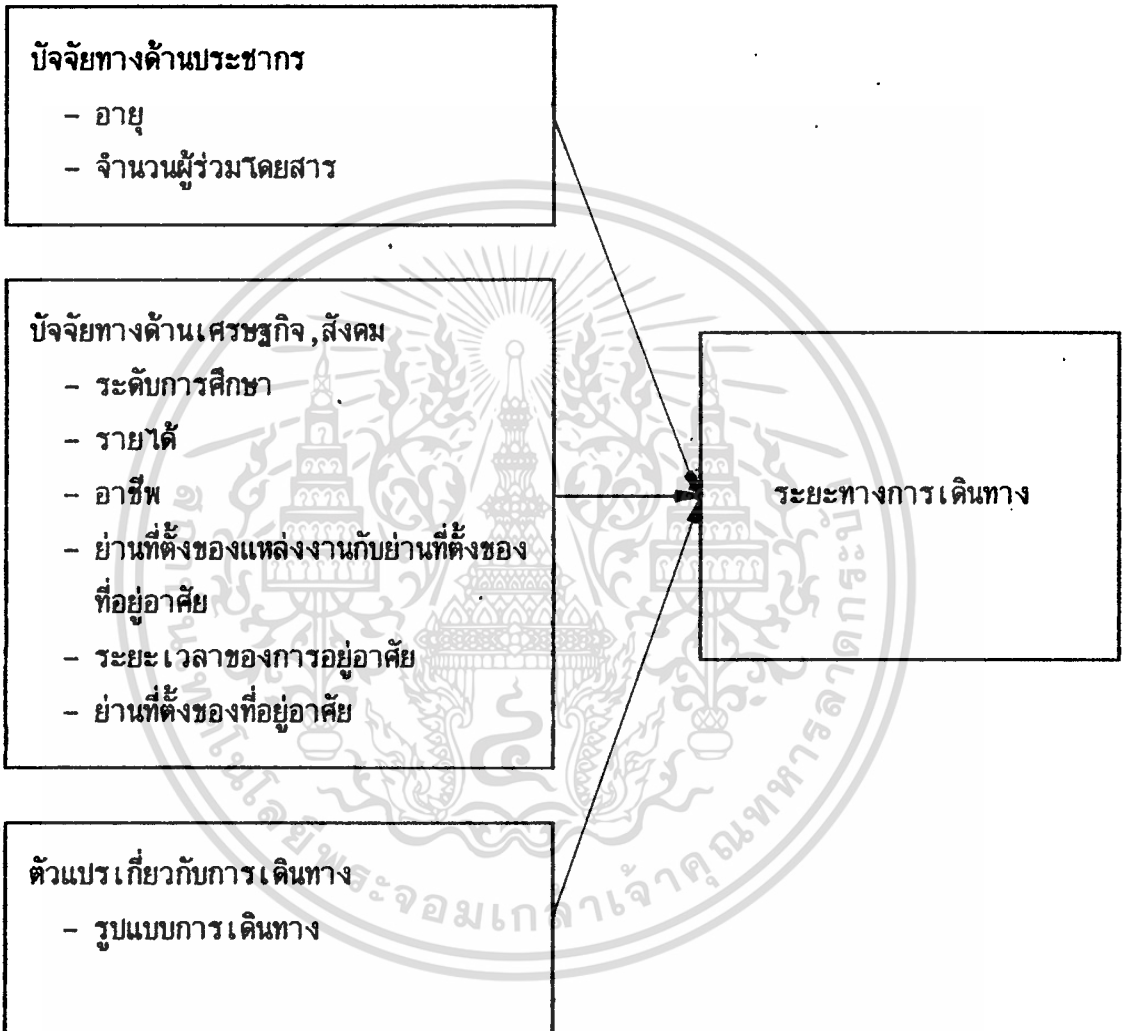 ปัจจัยทางด้านประชากร
- อายุ
- จำนวนผู้ร่วมโดยสาร
ปัจจัยทางด้านเศรษฐกิจ,สังคม
- ระดับการศึกษา
- รายได้
- อาชีพ
- ย่านที่ตั้งของแหล่งงานกับย่านที่ตั้งของ
ที่อยู่อาศัย
- ระยะเวลาของการอยู่อาศัย
- ย่านที่ตั้งของที่อยู่อาศัย
ระยะทางการเดินทาง
ตัวแปรเกี่ยวกับการเดินทาง
- รูปแบบการเดินทาง